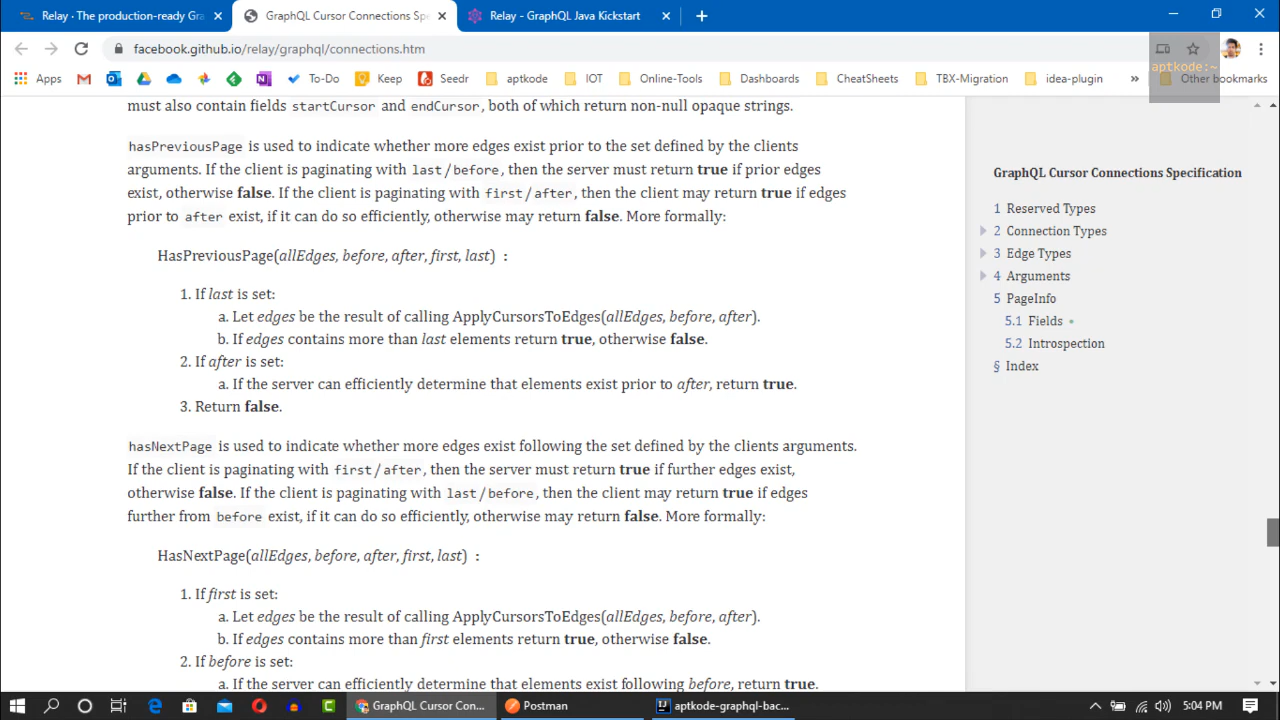 Relay · The production-ready Gra
GraphQL Cursor Connections Spe
Relay - GraphQL Java Kickstart
facebook.github.io/relay/graphql/connections.htm
aptkode:~
Apps
To-Do
Keep
Seedr
aptkode
IOT
Online-Tools
Dashboards
CheatSheets
TBX-Migration
idea-plugin
»
Other bookmarks
must also contain fields startCursor and endCursor, both of which return non-null opaque strings.
hasPreviousPage is used to indicate whether more edges exist prior to the set defined by the clients
arguments. If the client is paginating with last/before, then the server must return true if prior edges
exist, otherwise false. If the client is paginating with first/after, then the client may return true if edges
prior to after exist, if it can do so efficiently, otherwise may return false. More formally:
HasPreviousPage(allEdges, before, after, first, last) :
1. If last is set:
a. Let edges be the result of calling ApplyCursorsToEdges(allEdges, before, after).
b. If edges contains more than last elements return true, otherwise false.
2. If after is set:
a. If the server can efficiently determine that elements exist prior to after, return true.
3. Return false.
hasNextPage is used to indicate whether more edges exist following the set defined by the clients arguments.
If the client is paginating with first/after, then the server must return true if further edges exist,
otherwise false. If the client is paginating with last/before, then the client may return true if edges
further from before exist, if it can do so efficiently, otherwise may return false. More formally:
HasNextPage(allEdges, before, after, first, last) :
1. If first is set:
a. Let edges be the result of calling ApplyCursorsToEdges(allEdges, before, after).
b. If edges contains more than first elements return true, otherwise false.
2. If before is set:
a. If the server can efficiently determine that elements exist following before, return true.
GraphQL Cursor Connections Specification
1 Reserved Types
2 Connection Types
3 Edge Types
4 Arguments
5 PageInfo
5.1 Fields
5.2 Introspection
§ Index
GraphQL Cursor Con...
Postman
aptkode-graphql-bac...
5:04 PM